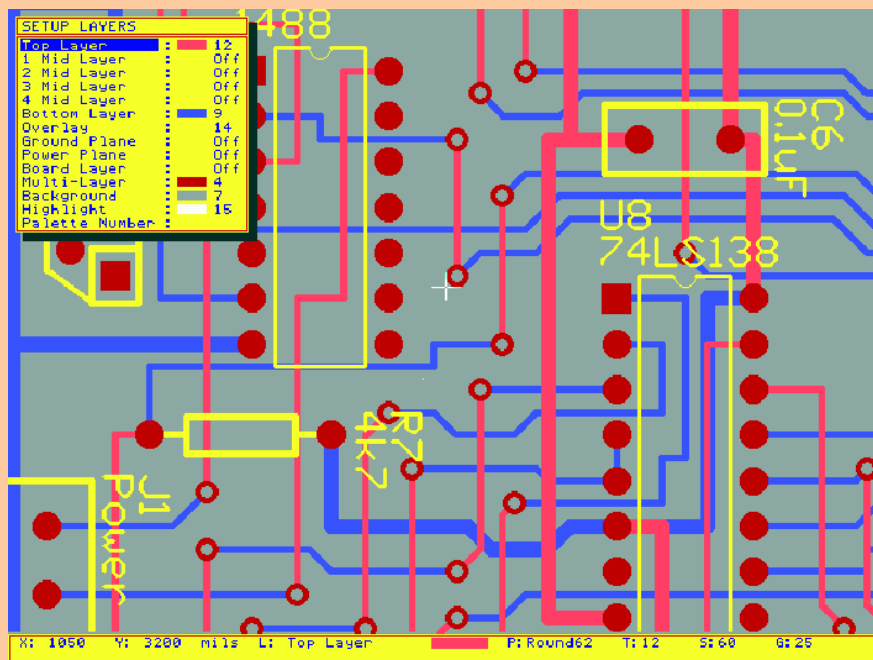 SETUP LAYERS
Top Layer : 12
1 Mid Layer : Off
2 Mid Layer : Off
3 Mid Layer : Off
4 Mid Layer : Off
Bottom Layer : 9
Overlay : 14
Ground Plane : Off
Power Plane : Off
Board Layer : Off
Multi-Layer : 4
Background : 7
Highlight : 15
Palette Number :
1488
C6
0.1uF
U8
74LS138
R7
4k7
J1
Power
X: 1050 Y: 3200 mils L: Top Layer P:Round62 T:12 S:60 G:25